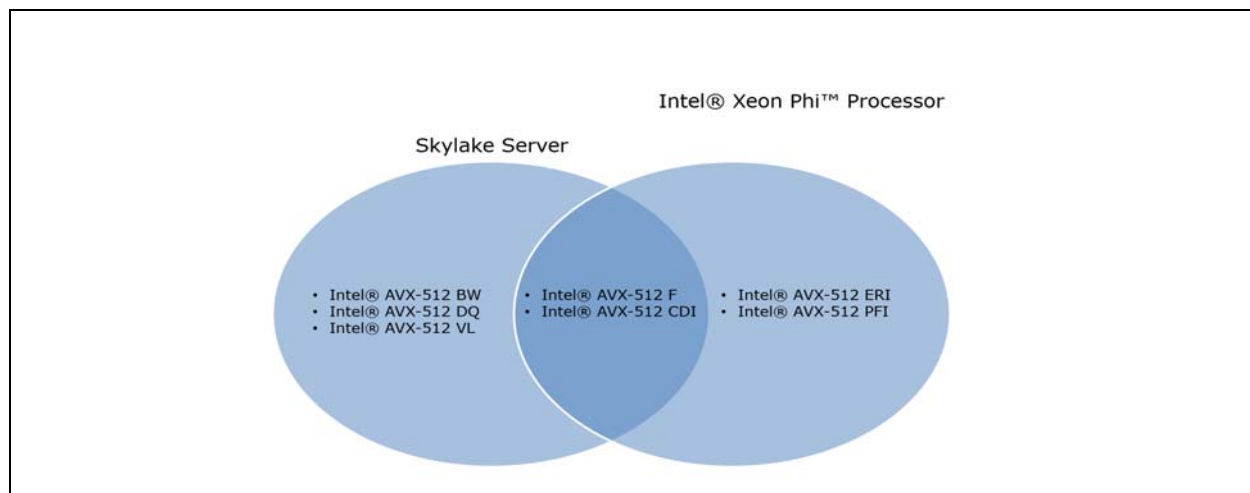 Intel® Xeon Phi™ Processor
Skylake Server
• Intel® AVX-512 BW
• Intel® AVX-512 DQ
• Intel® AVX-512 VL
• Intel® AVX-512 F
• Intel® AVX-512 CDI
• Intel® AVX-512 ERI
• Intel® AVX-512 PFI